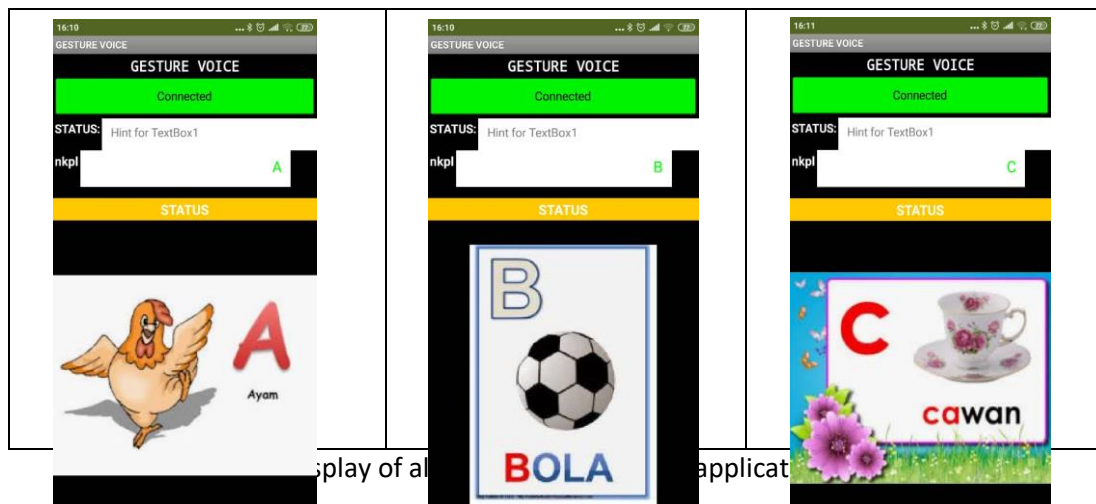 16:10
GESTURE VOICE
GESTURE VOICE
Connected
STATUS: Hint for TextBox1
nkpl A
STATUS
A
Ayam
16:10
GESTURE VOICE
GESTURE VOICE
Connected
STATUS: Hint for TextBox1
nkpl B
STATUS
B
BOLA
16:11
GESTURE VOICE
GESTURE VOICE
Connected
STATUS: Hint for TextBox1
nkpl C
STATUS
C
cawan
splay of al applicat